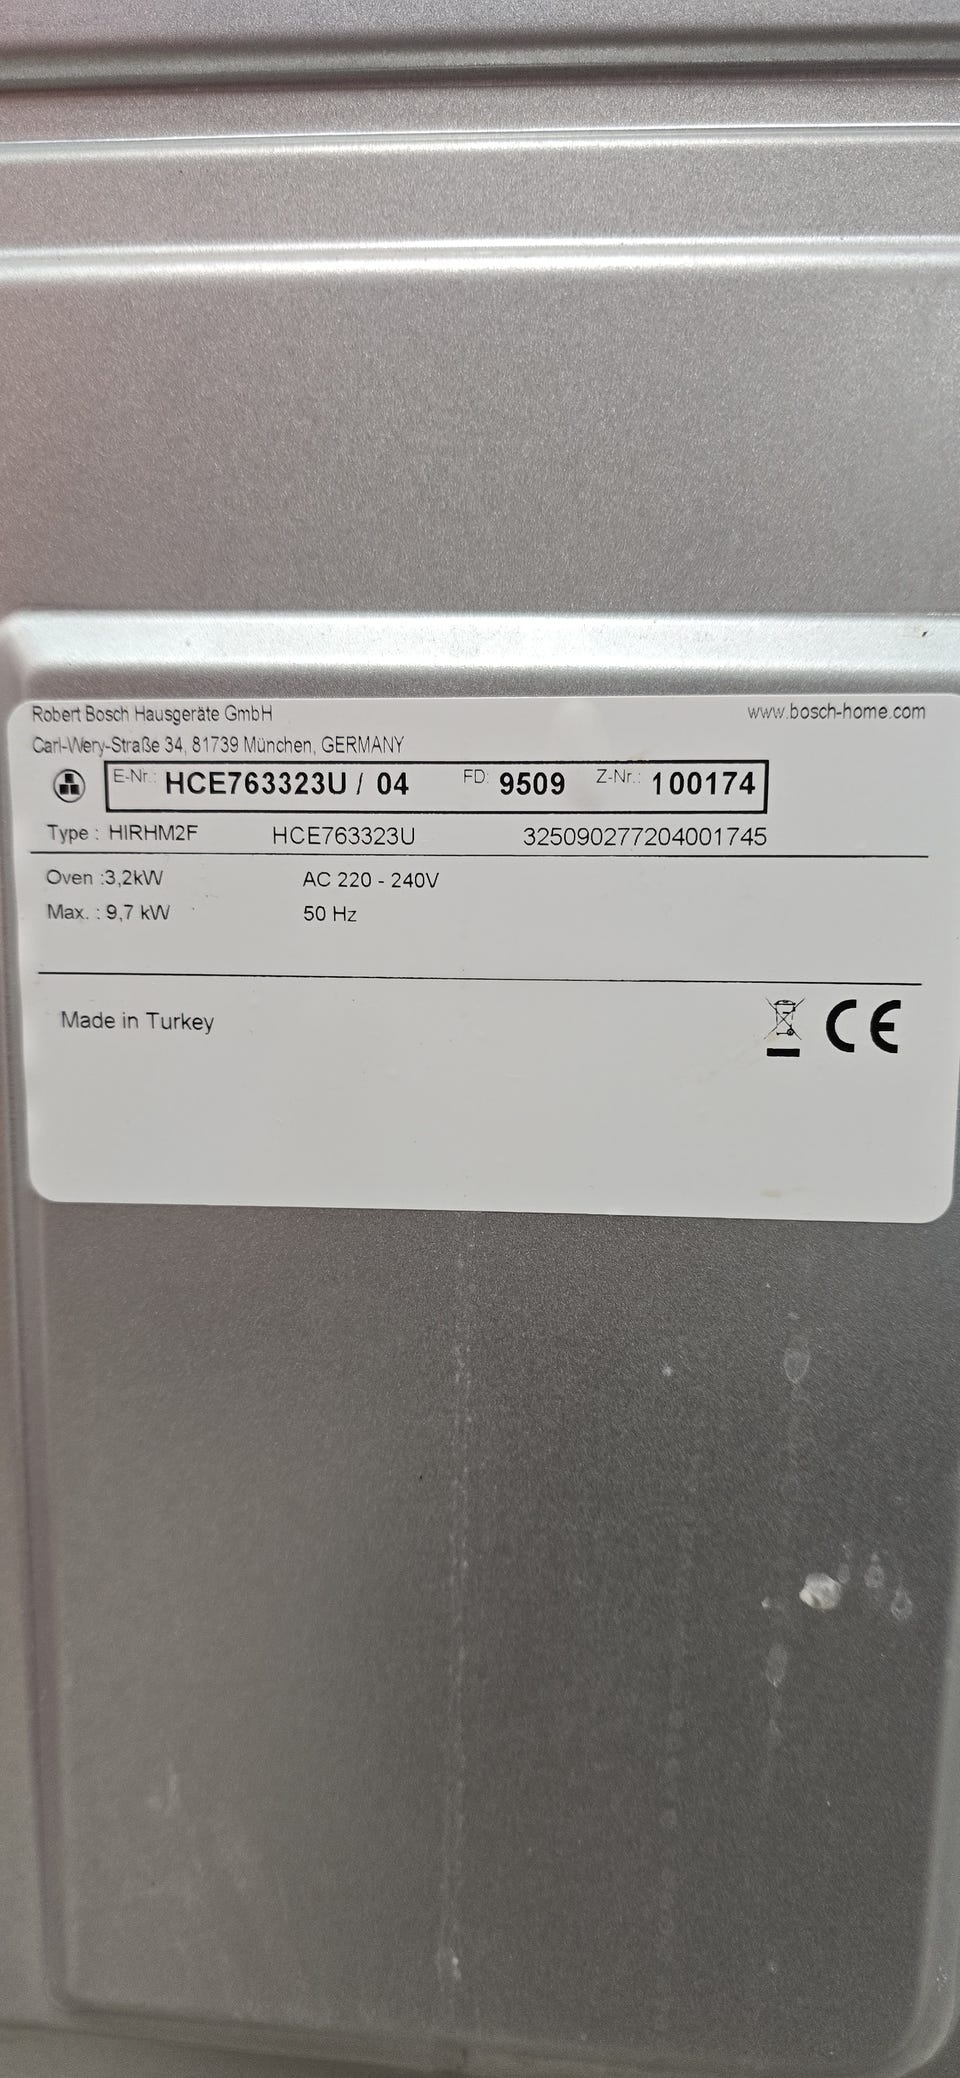 Robert Bosch Hausgeräte GmbH www.bosch-home.com
Carl-Wery-Straße 34, 81739 München, GERMANY
E-Nr.: HCE763323U / 04 FD: 9509 Z-Nr.: 100174
Type : HIRHM2F HCE763323U 325090277204001745
Oven :3,2kW AC 220 - 240V
Max. : 9,7 kW 50 Hz
Made in Turkey CE